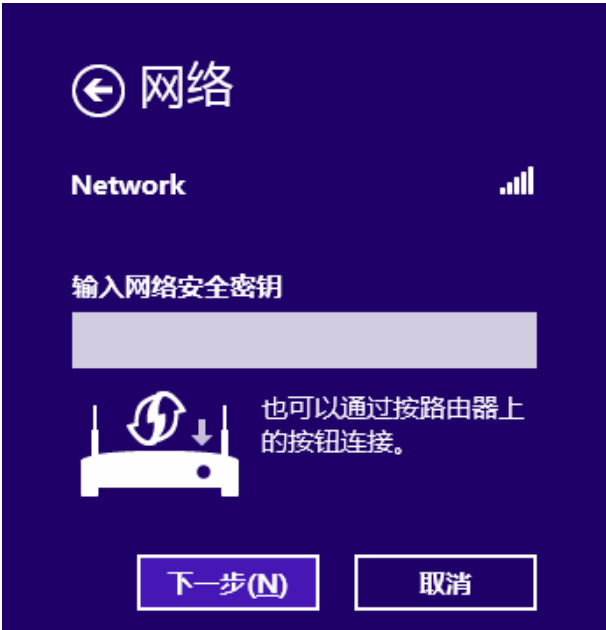 网络
Network
输入网络安全密钥
也可以通过按路由器上
的按钮连接。
下一步(N)
取消